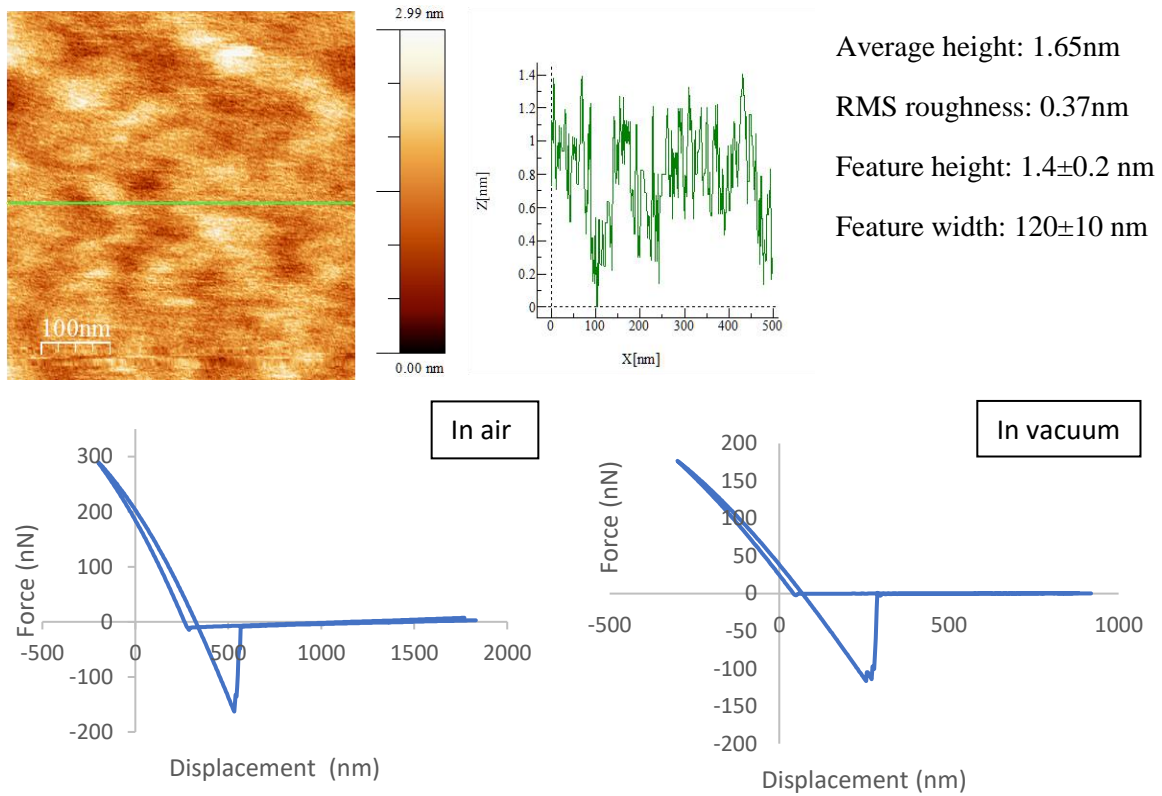 2.99 nm
0.00 nm
100nm
Z[nm]
1.4
1.2
1
0.8
0.6
0.4
0.2
0
0 100 200 300 400 500
X[nm]
Average height: 1.65nm
RMS roughness: 0.37nm
Feature height: 1.4±0.2 nm
Feature width: 120±10 nm
In air
Force (nN)
300
200
100
0
-100
-200
-500 0 500 1000 1500 2000
Displacement (nm)
In vacuum
Force (nN)
200
150
100
50
0
-50
-100
-150
-200
-500 0 500 1000
Displacement (nm)